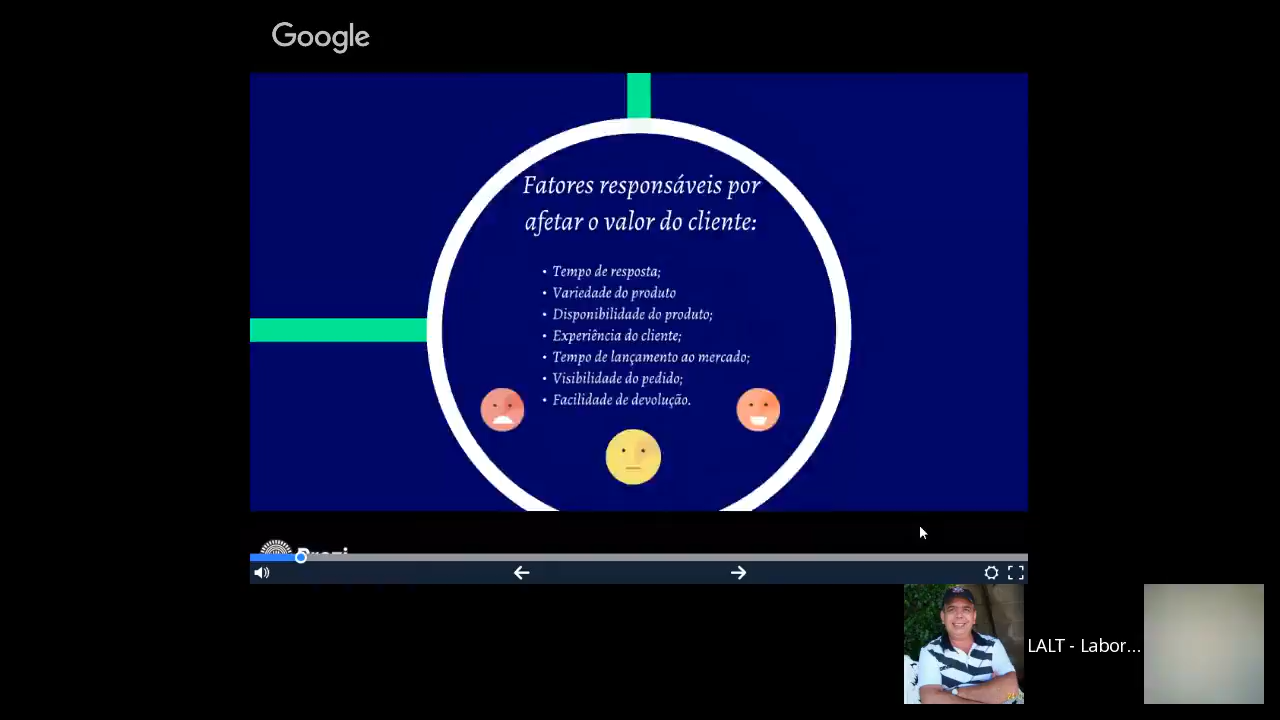 Google
Fatores responsáveis por
afetar o valor do cliente:
• Tempo de resposta;
• Variedade do produto
• Disponibilidade do produto;
• Experiência do cliente;
• Tempo de lançamento ao mercado;
• Visibilidade do pedido;
• Facilidade de devolução.
Prezi
LALT - Labor...